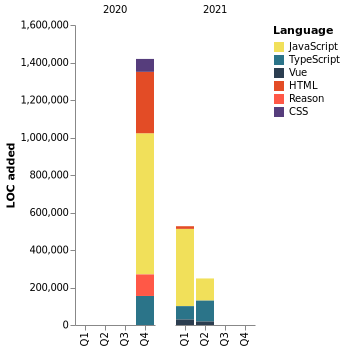 2020
2021
LOC added
1,600,000
1,400,000
1,200,000
1,000,000
800,000
600,000
400,000
200,000
0
Q1
Q2
Q3
Q4
Q1
Q2
Q3
Q4
Language
JavaScript
TypeScript
Vue
HTML
Reason
CSS